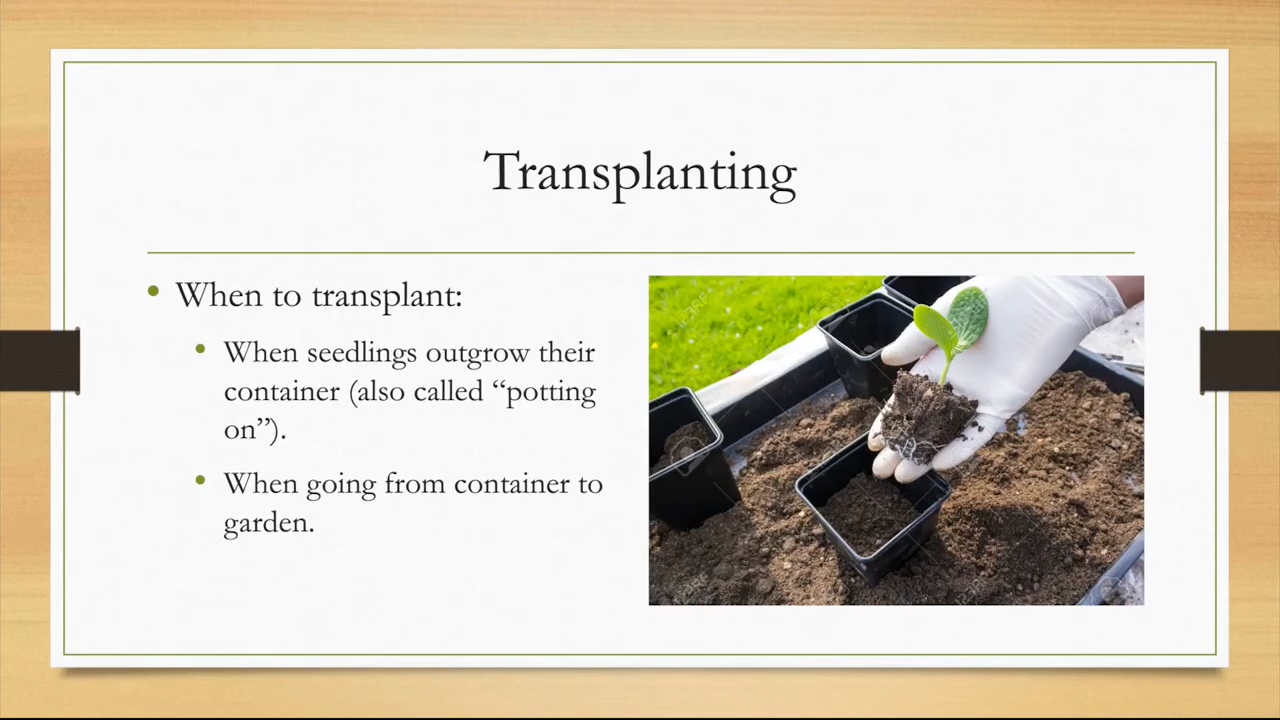 Transplanting
When to transplant:
When seedlings outgrow their
container (also called “potting
on”).
When going from container to
garden.